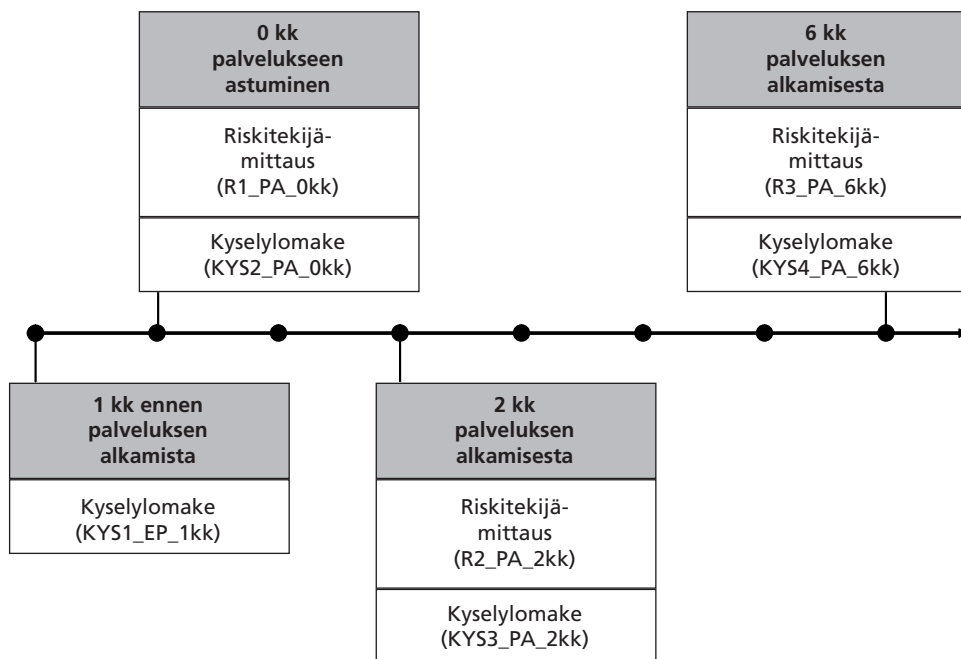 0 kk
palvelukseen
astuminen
Riskitekijä-
mittaus
(R1_PA_0kk)
Kyselylomake
(KYS2_PA_0kk)
6 kk
palveluksen
alkamisesta
Riskitekijä-
mittaus
(R3_PA_6kk)
Kyselylomake
(KYS4_PA_6kk)
1 kk ennen
palveluksen
alkamista
Kyselylomake
(KYS1_EP_1kk)
2 kk
palveluksen
alkamisesta
Riskitekijä-
mittaus
(R2_PA_2kk)
Kyselylomake
(KYS3_PA_2kk)